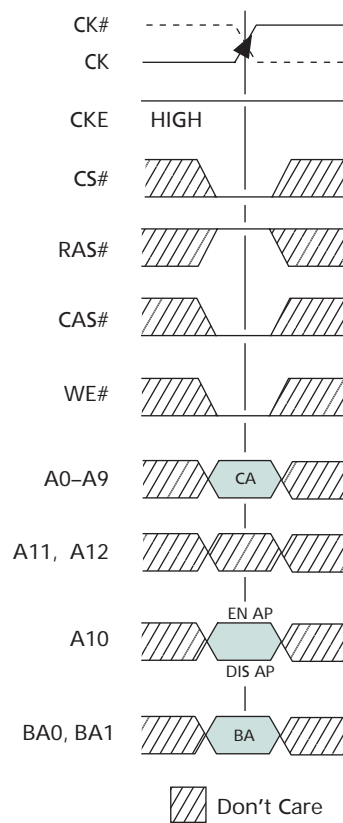 CK#
CK
CKE HIGH
CS#
RAS#
CAS#
WE#
A0–A9 CA
A11, A12
EN AP
A10
DIS AP
BA0, BA1 BA
Don't Care